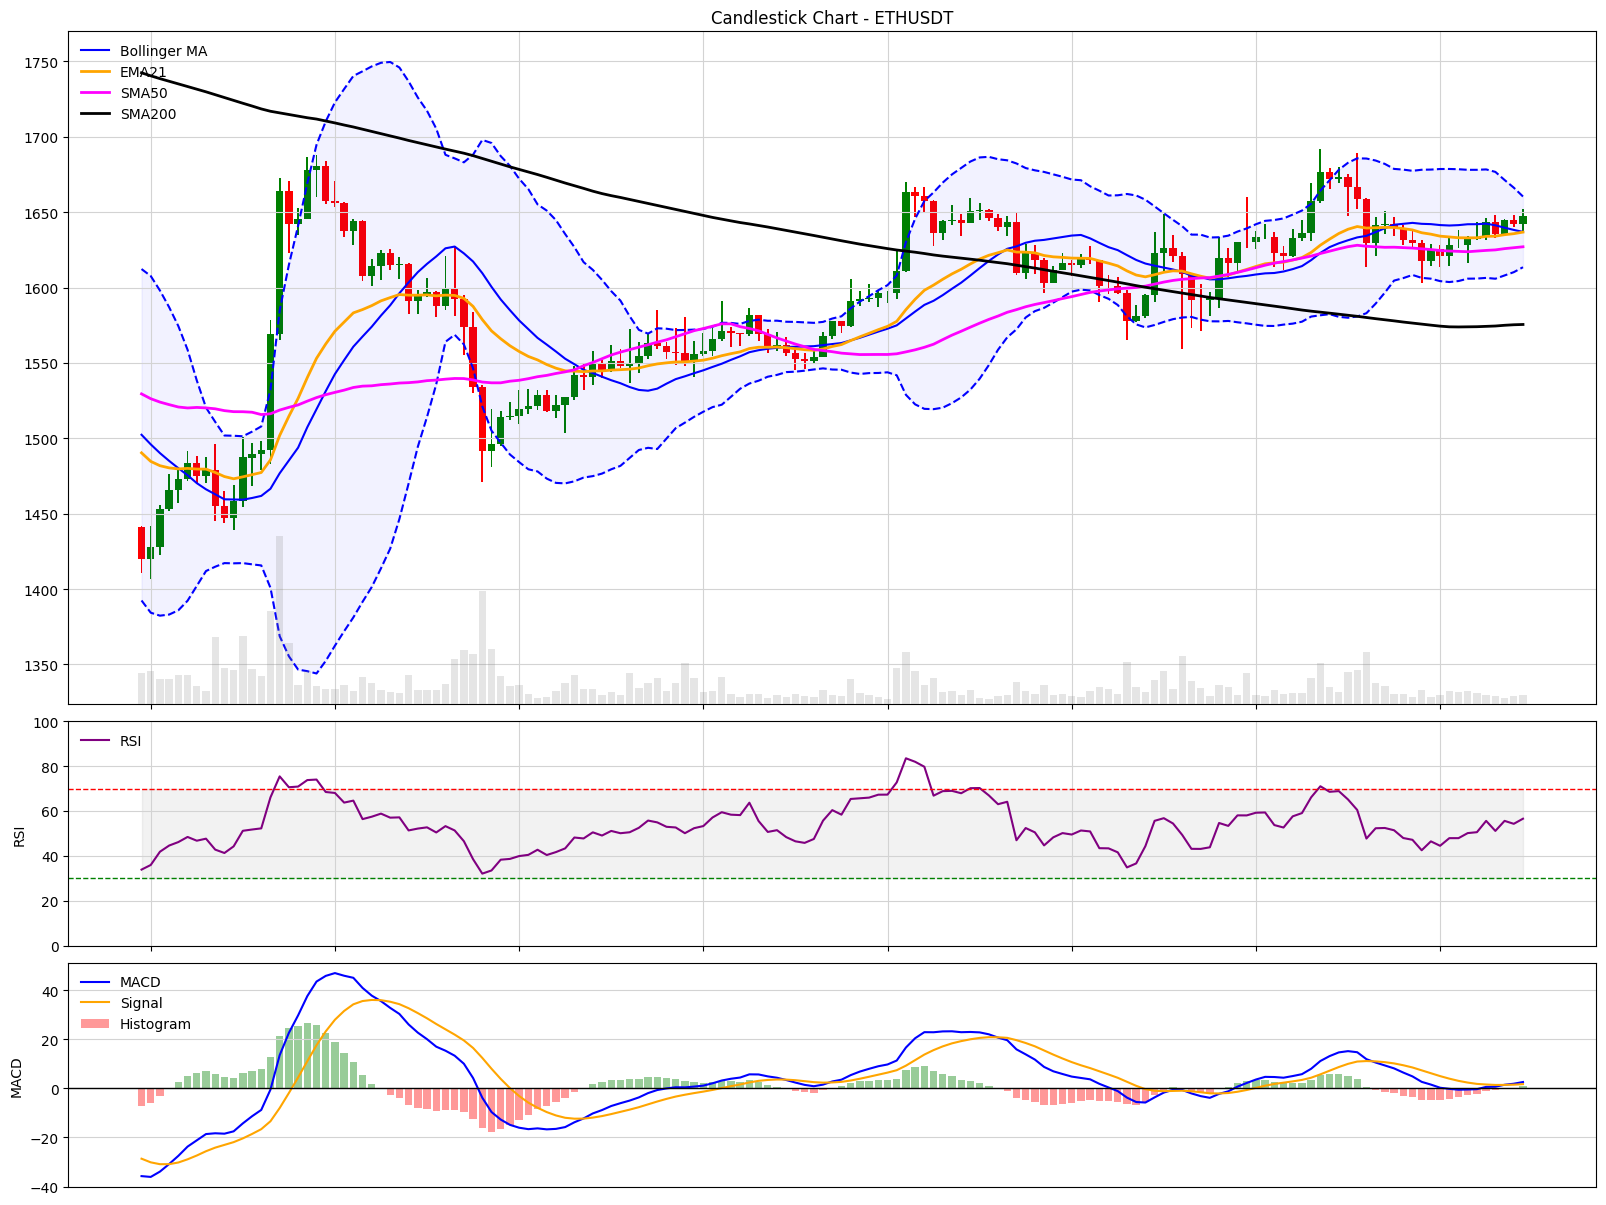 Candlestick Chart - ETHUSDT
Bollinger MA
EMA21
SMA50
SMA200
1750
1700
1650
1600
1550
1500
1450
1400
1350
RSI
100
80
60
40
20
0
RSI
MACD
Signal
Histogram
40
20
0
−20
−40
MACD